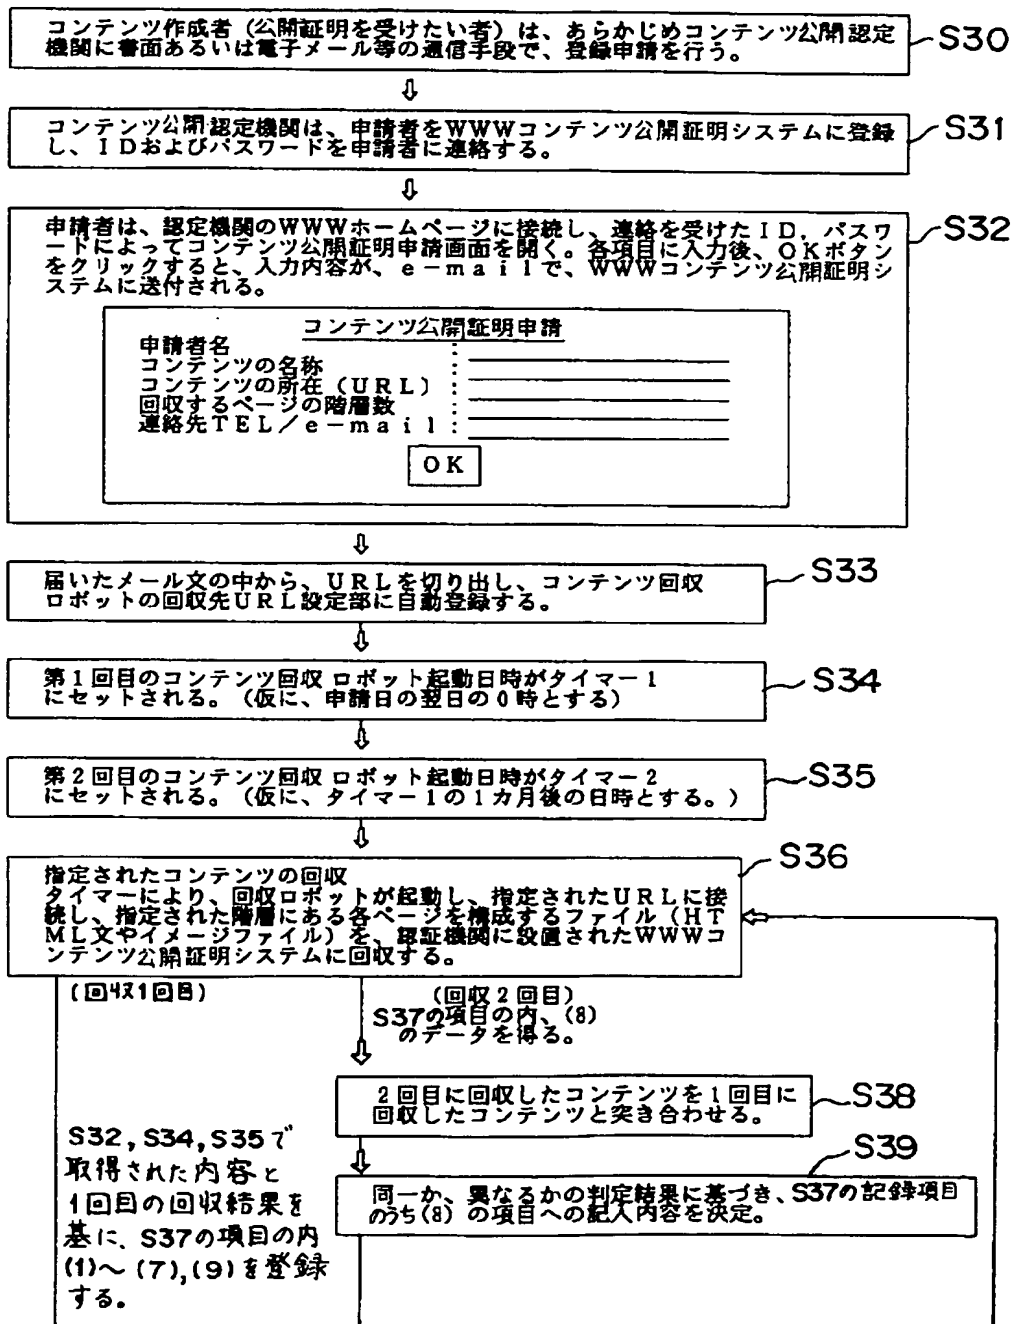 コンテンツ作成者(公開証明を受けたい者)は、あらかじめコンテンツ公開認定
機関に書面あるいは電子メール等の通信手段で、登録申請を行う。
S30
コンテンツ公開認定機関は、申請者をWWWコンテンツ公開証明システムに登録
し、IDおよびパスワードを申請者に連絡する。
S31
申請者は、認定機関のWWWホームページに接続し、連絡を受けたID,パスワ
ードによってコンテンツ公開証明申請画面を開く。各項目に入力後、OKボタン
をクリックすると、入力内容が、e-mailで、WWWコンテンツ公開証明シ
ステムに送付される。
S32
コンテンツ公開証明申請
申請者名 :
コンテンツの名称 :
コンテンツの所在(URL):
回収するページの階層数 :
連絡先TEL/e-mail:
OK
届いたメール文の中から、URLを切り出し、コンテンツ回収
ロボットの回収先URL設定部に自動登録する。
S33
第1回目のコンテンツ回収ロボット起動日時がタイマー1
にセットされる。(仮に、申請日の翌日の0時とする)
S34
第2回目のコンテンツ回収ロボット起動日時がタイマー2
にセットされる。(仮に、タイマー1の1カ月後の日時とする。)
S35
指定されたコンテンツの回収
タイマーにより、回収ロボットが起動し、指定されたURLに接
続し、指定された階層にある各ページを構成するファイル(HT
ML文やイメージファイル)を、認証機関に設置されたWWWコ
ンテンツ公開証明システムに回収する。
S36
(回収1回目)
(回収2回目)
S37の項目の内、(8)
のデータを得る。
2回目に回収したコンテンツを1回目に
回収したコンテンツと突き合わせる。
S38
S32,S34,S35で
取得された内容と
1回目の回収結果を
基に、S37の項目の内
(1)~(7),(9)を登録
する。
同一か、異なるかの判定結果に基づき、S37の記録項目
のうち(8)の項目への記入内容を決定。
S39